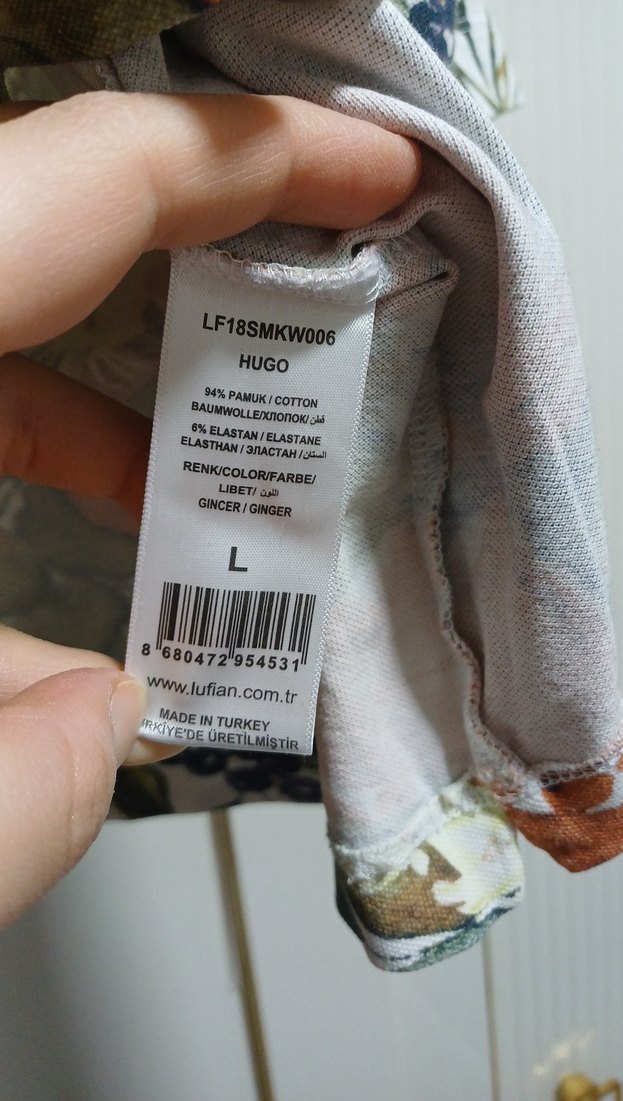 LF18SMKW006
HUGO
94% PAMUK / COTTON
BAUMWOLLE/ХЛОПОК/قطن
6% ELASTAN / ELASTANE
ELASTHAN / ЭЛАСТАН /الستان
RENK/COLOR/FARBE/
LIBET/ اللون
GINCER / GINGER
L
8 680472 954531
www.lufian.com.tr
MADE IN TURKEY
RKİYE'DE ÜRETİLMİŞTİR